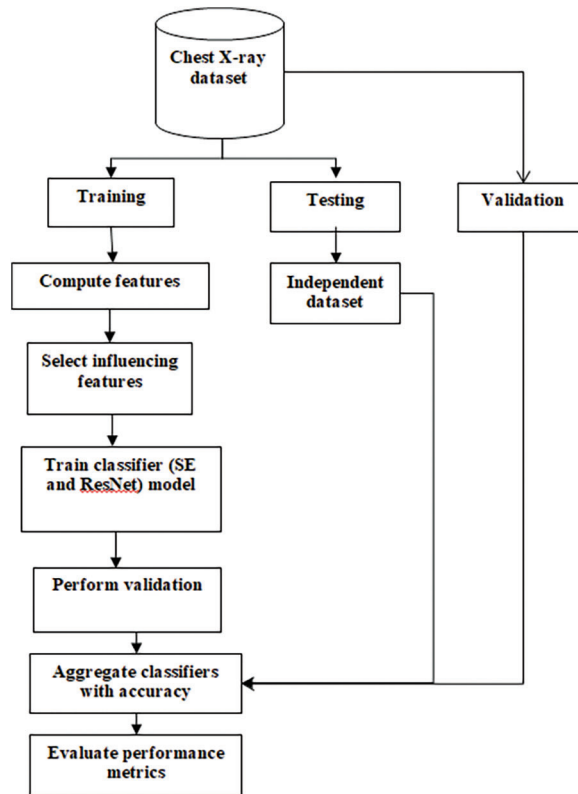 Chest X-ray
dataset
Training
Testing
Validation
Compute features
Independent
dataset
Select influencing
features
Train classifier (SE
and ResNet) model
Perform validation
Aggregate classifiers
with accuracy
Evaluate performance
metrics